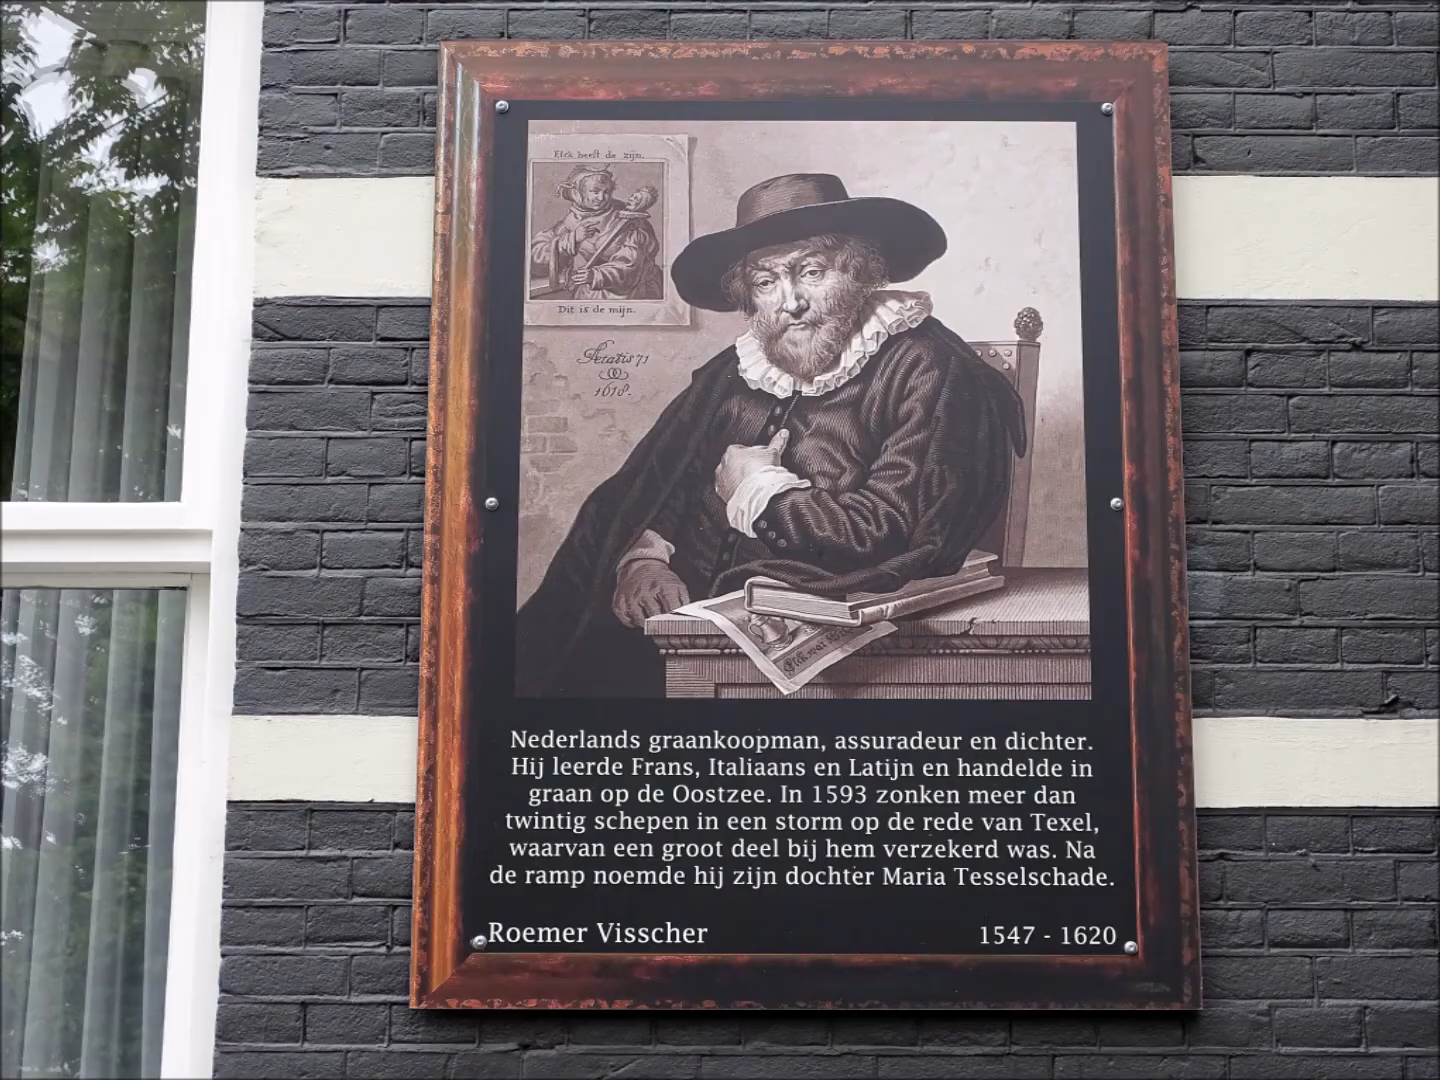 Elck heeft de zijn.
Dit is de mijn.
Aetatis 71
1618.
Elck wat
Nederlands graankoopman, assuradeur en dichter.
Hij leerde Frans, Italiaans en Latijn en handelde in
graan op de Oostzee. In 1593 zonken meer dan
twintig schepen in een storm op de rede van Texel,
waarvan een groot deel bij hem verzekerd was. Na
de ramp noemde hij zijn dochter Maria Tesselschade.
Roemer Visscher 1547 - 1620